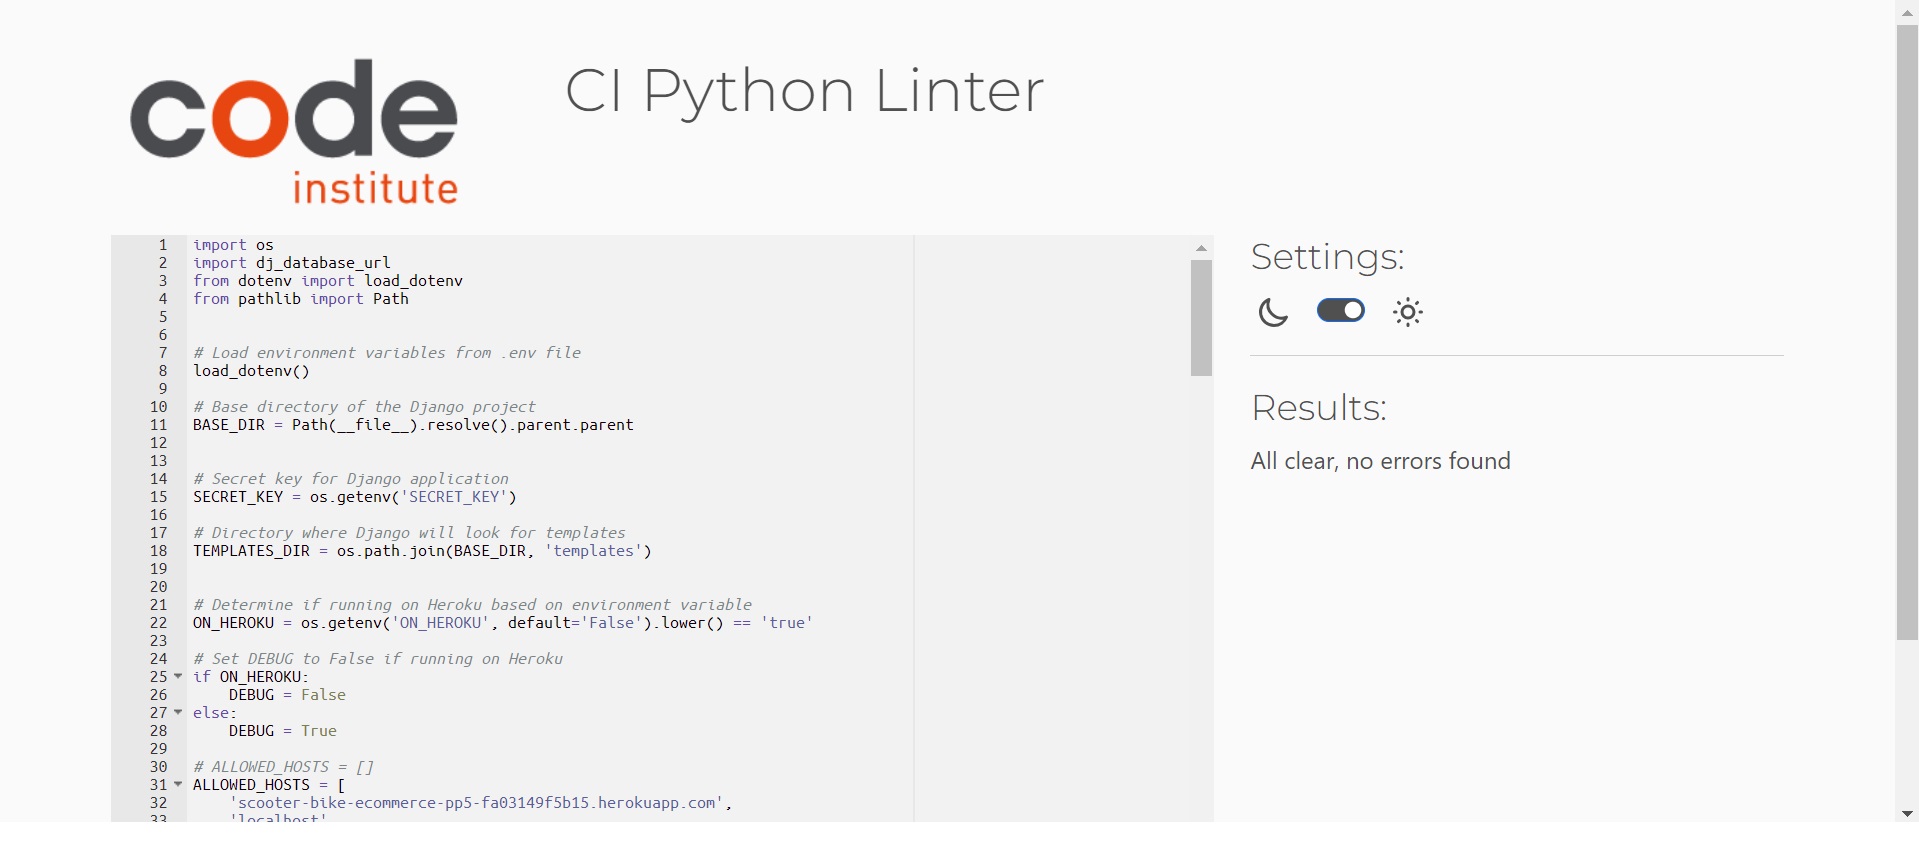 code
institute
CI Python Linter
1 import os
2 import dj_database_url
3 from dotenv import load_dotenv
4 from pathlib import Path
5
6
7 # Load environment variables from .env file
8 load_dotenv()
9
10 # Base directory of the Django project
11 BASE_DIR = Path(__file__).resolve().parent.parent
12
13
14 # Secret key for Django application
15 SECRET_KEY = os.getenv('SECRET_KEY')
16
17 # Directory where Django will look for templates
18 TEMPLATES_DIR = os.path.join(BASE_DIR, 'templates')
19
20
21 # Determine if running on Heroku based on environment variable
22 ON_HEROKU = os.getenv('ON_HEROKU', default='False').lower() == 'true'
23
24 # Set DEBUG to False if running on Heroku
25 if ON_HEROKU:
26     DEBUG = False
27 else:
28     DEBUG = True
29
30 # ALLOWED_HOSTS = []
31 ALLOWED_HOSTS = [
32     'scooter-bike-ecommerce-pp5-fa03149f5b15.herokuapp.com',
33     'localhost'
Settings:
Results:
All clear, no errors found